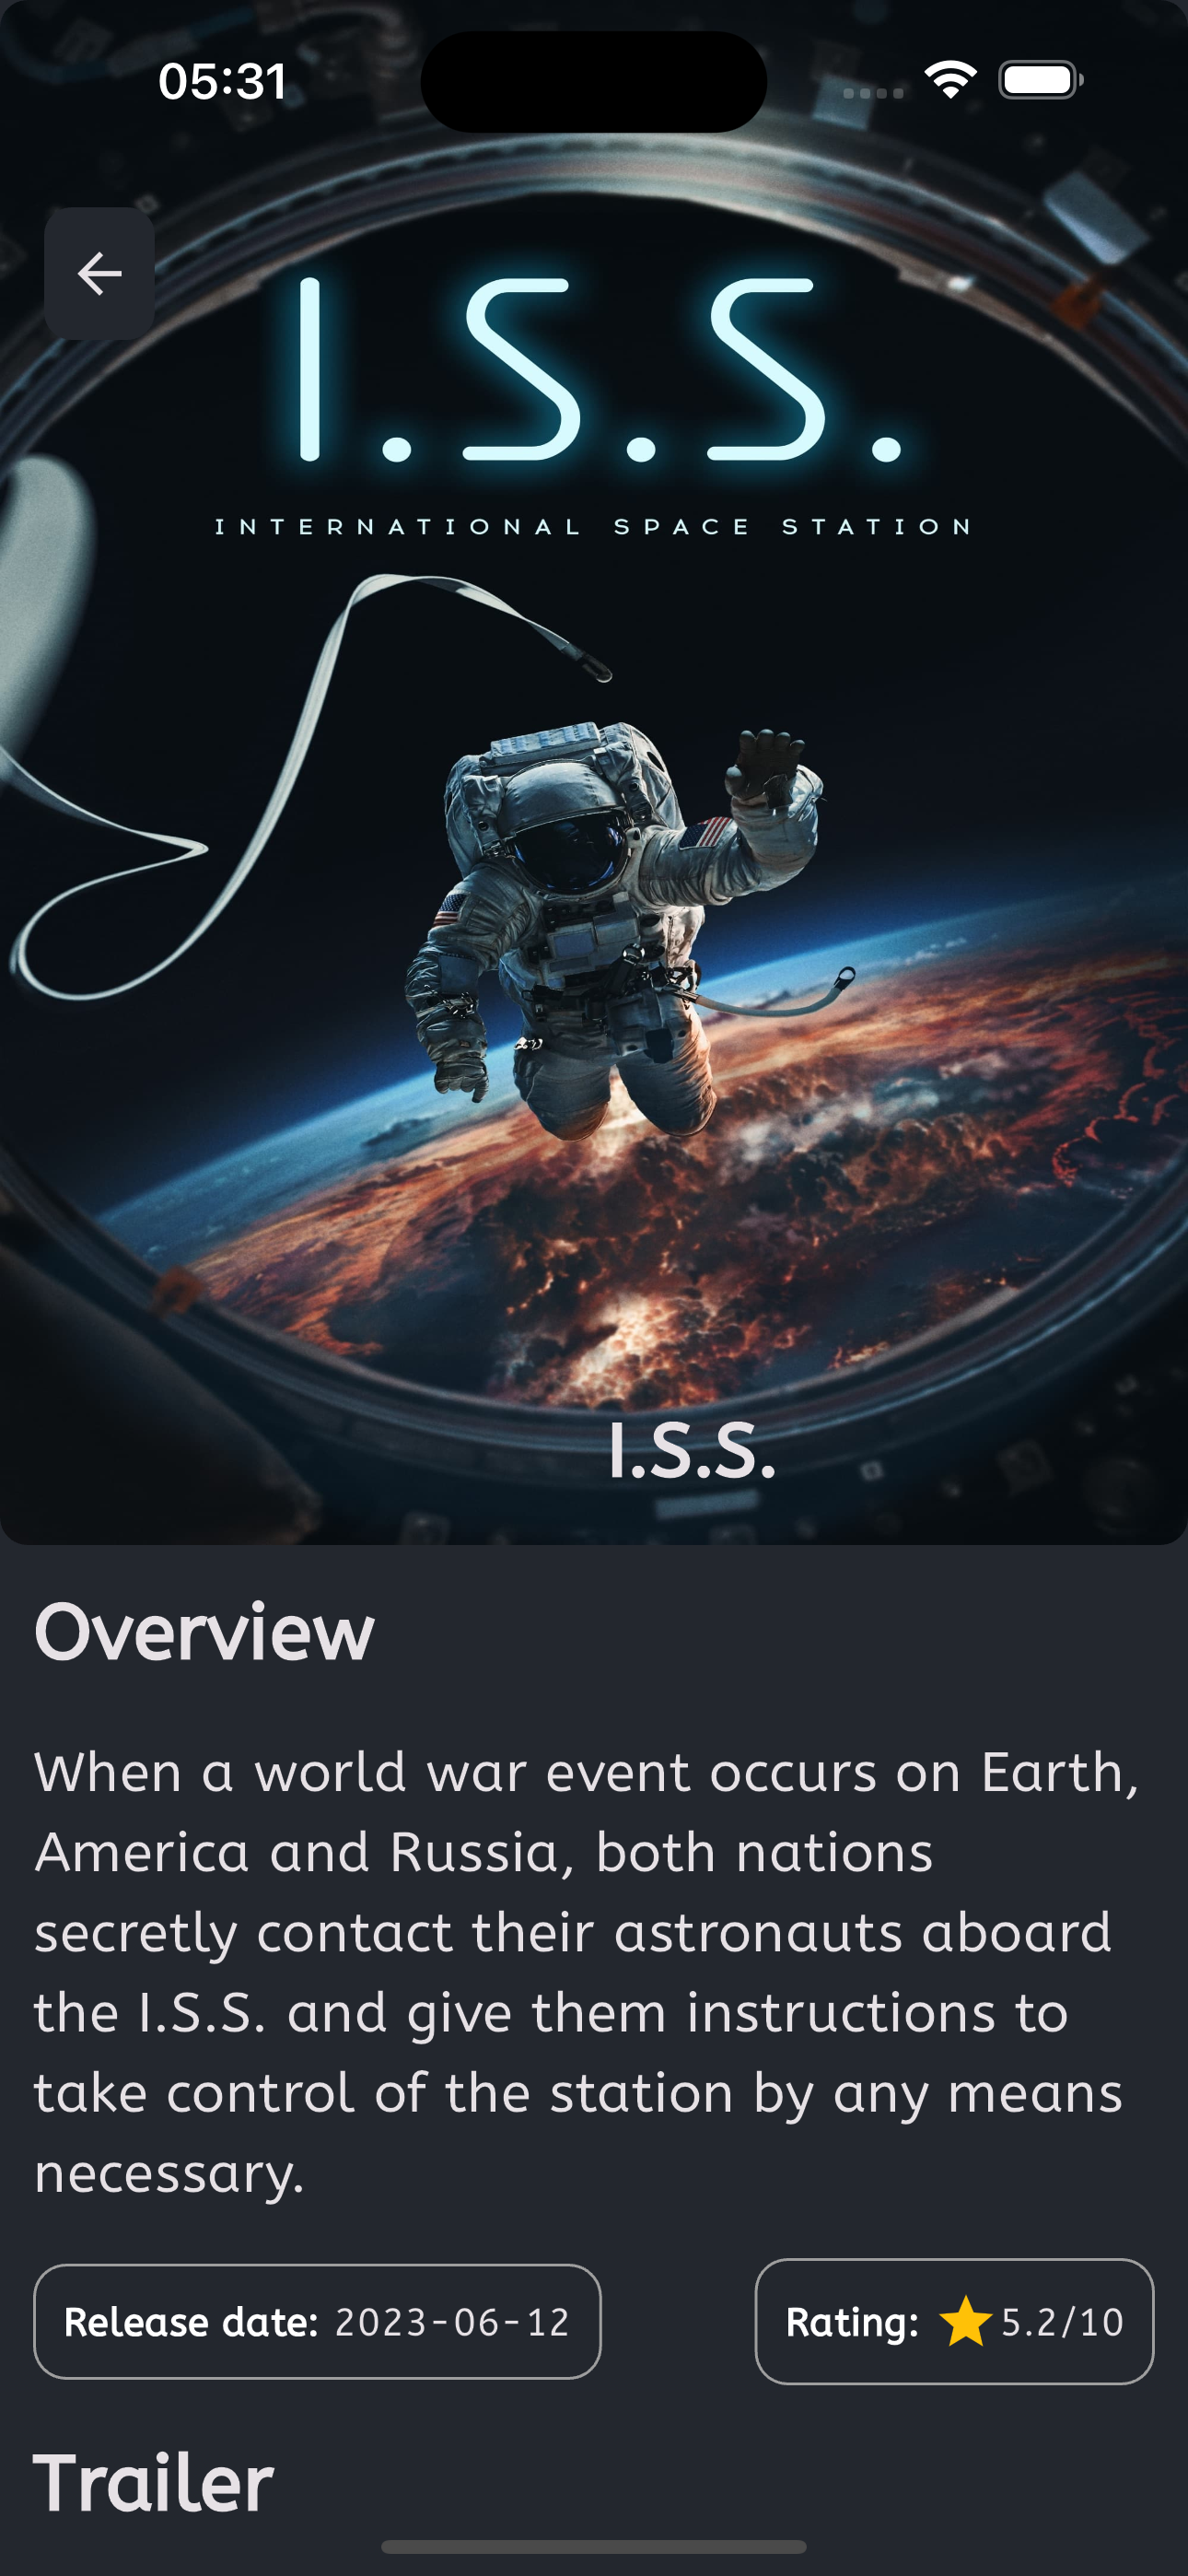 05:31
I.S.S.
INTERNATIONAL SPACE STATION
I.S.S.
Overview
When a world war event occurs on Earth,
America and Russia, both nations
secretly contact their astronauts aboard
the I.S.S. and give them instructions to
take control of the station by any means
necessary.
Release date: 2023-06-12
Rating: 5.2/10
Trailer